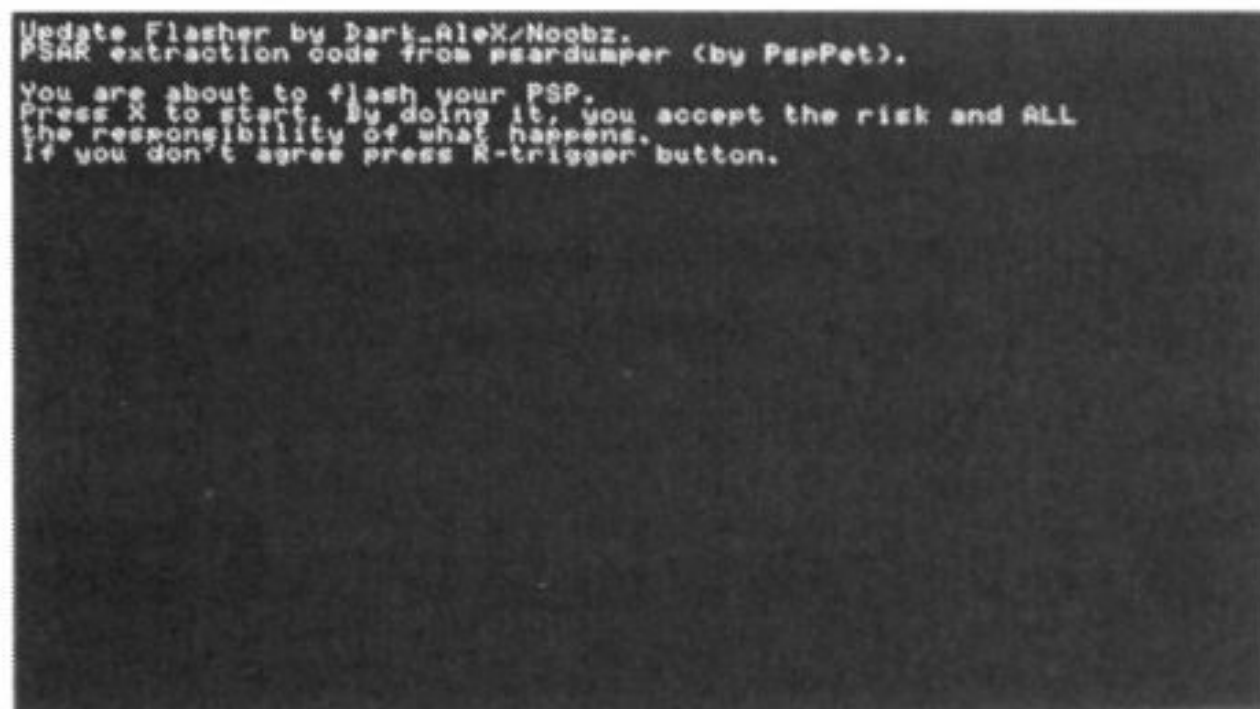 Update Flasher by Dark_AleX/Noobz.
PSAR extraction code from psardumper (by PspPet).
You are about to flash your PSP.
Press X to start. By doing it, you accept the risk and ALL
the responsibility of what happens.
If you don't agree press R-trigger button.